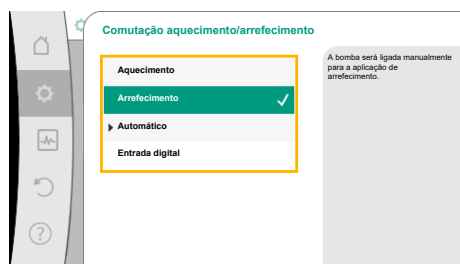 Comutação aquecimento/arrefecimento
Aquecimento
Arrefecimento
Automático
Entrada digital
A bomba será ligada manualmente
para a aplicação de
arrefecimento.
?